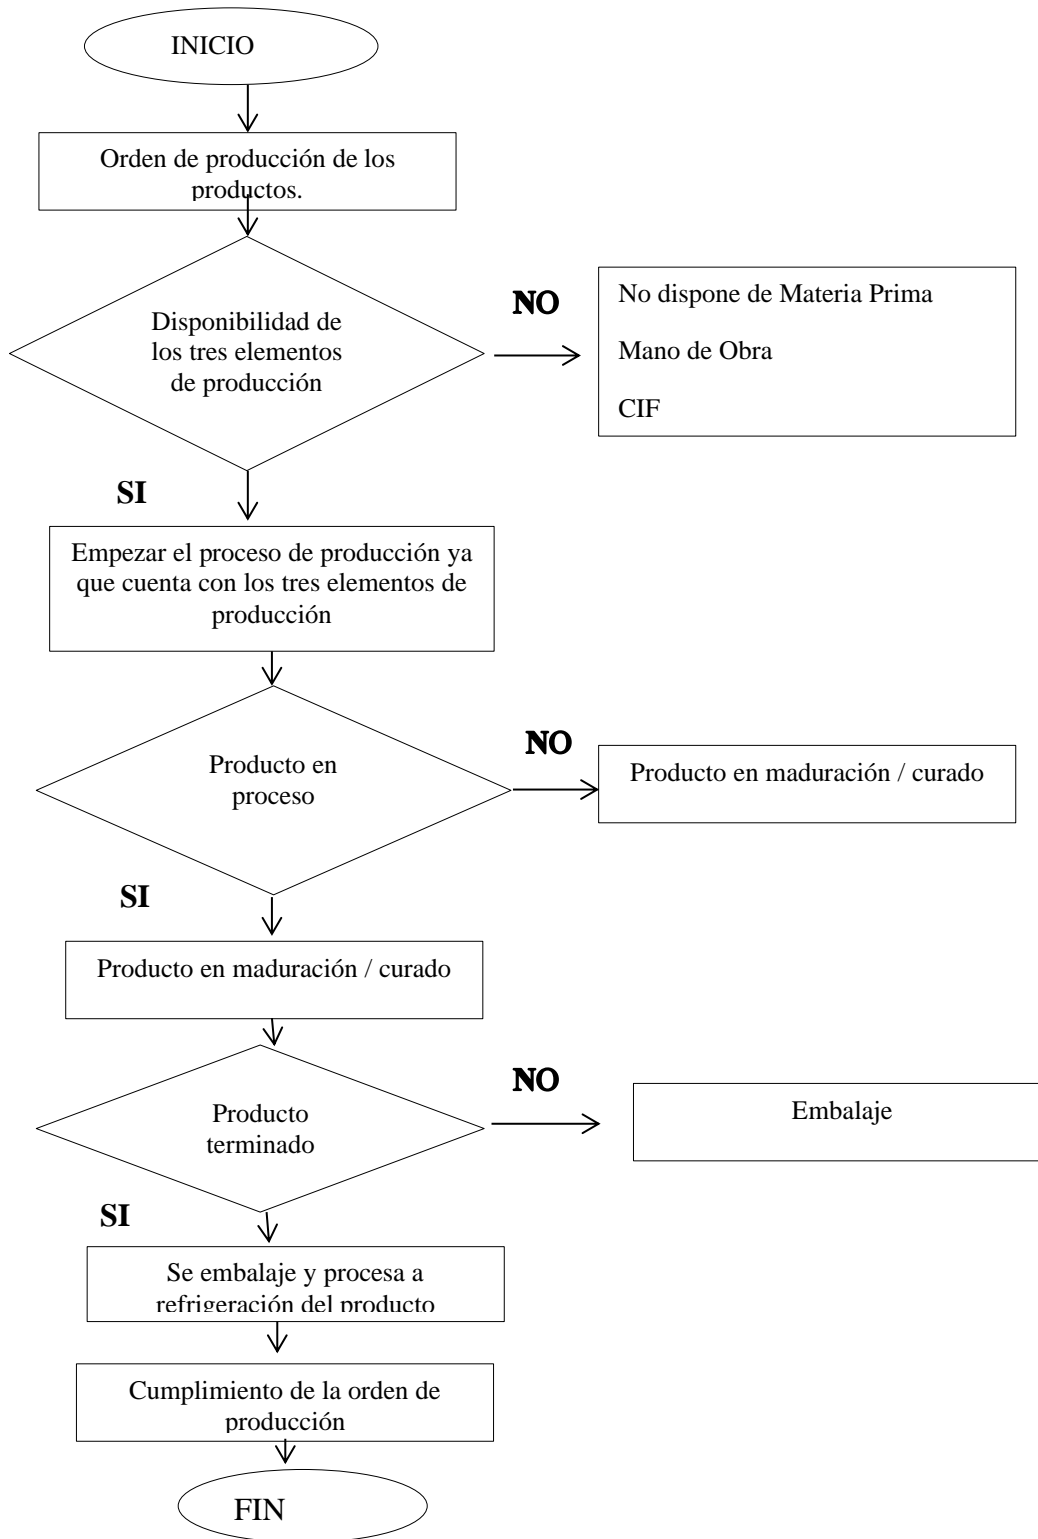 INICIO
Orden de producción de los
productos.
Disponibilidad de
los tres elementos
de producción
NO
No dispone de Materia Prima
Mano de Obra
CIF
SI
Empezar el proceso de producción ya
que cuenta con los tres elementos de
producción
Producto en
proceso
NO
Producto en maduración / curado
SI
Producto en maduración / curado
Producto
terminado
NO
Embalaje
SI
Se embalaje y procesa a
refrigeración del producto
Cumplimiento de la orden de
producción
FIN